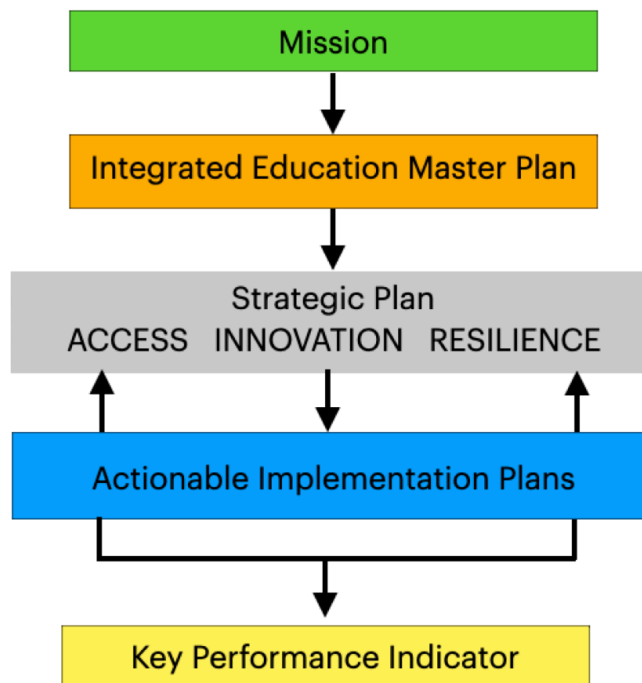 Mission
Integrated Education Master Plan
Strategic Plan
ACCESS INNOVATION RESILIENCE
Actionable Implementation Plans
Key Performance Indicator